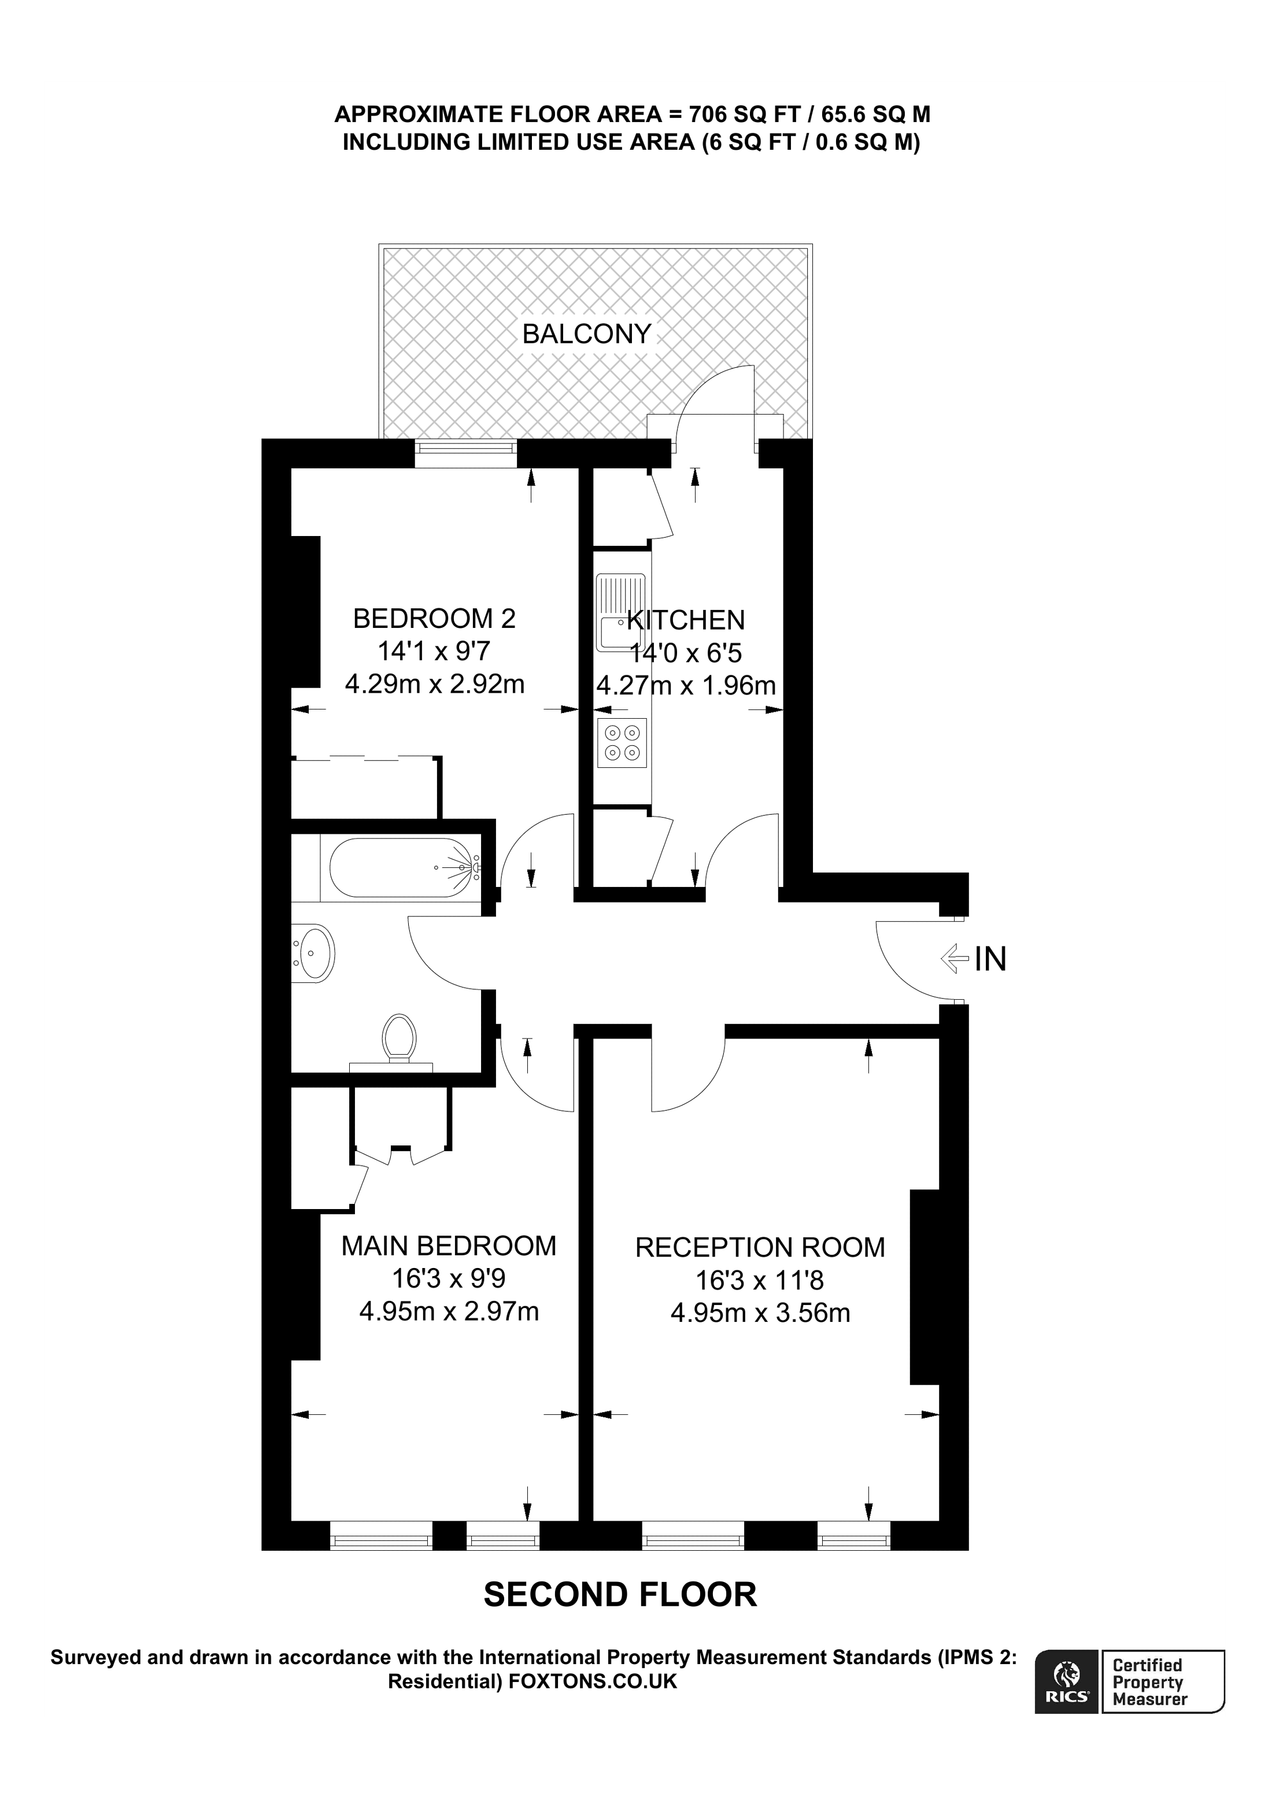 APPROXIMATE FLOOR AREA = 706 SQ FT / 65.6 SQ M
INCLUDING LIMITED USE AREA (6 SQ FT / 0.6 SQ M)
BALCONY
BEDROOM 2
14'1 x 9'7
4.29m x 2.92m
KITCHEN
14'0 x 6'5
4.27m x 1.96m
IN
MAIN BEDROOM
16'3 x 9'9
4.95m x 2.97m
RECEPTION ROOM
16'3 x 11'8
4.95m x 3.56m
SECOND FLOOR
Surveyed and drawn in accordance with the International Property Measurement Standards (IPMS 2:
Residential) FOXTONS.CO.UK
RICS
Certified
Property
Measurer